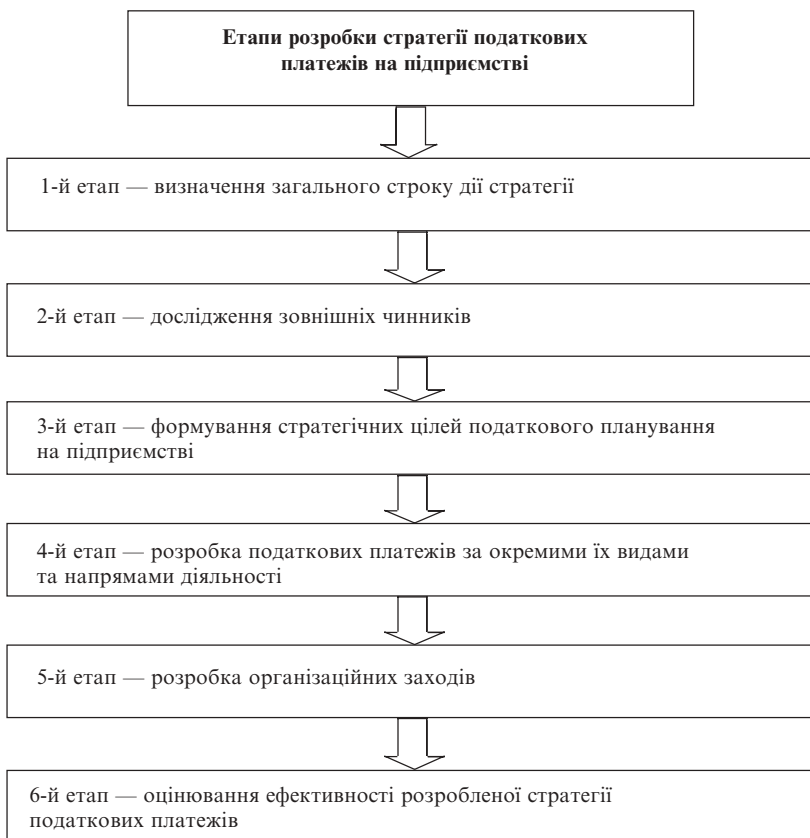 Етапи розробки стратегії податкових
платежів на підприємстві
1-й етап — визначення загального строку дії стратегії
2-й етап — дослідження зовнішніх чинників
3-й етап — формування стратегічних цілей податкового планування
на підприємстві
4-й етап — розробка податкових платежів за окремими їх видами
та напрямами діяльності
5-й етап — розробка організаційних заходів
6-й етап — оцінювання ефективності розробленої стратегії
податкових платежів